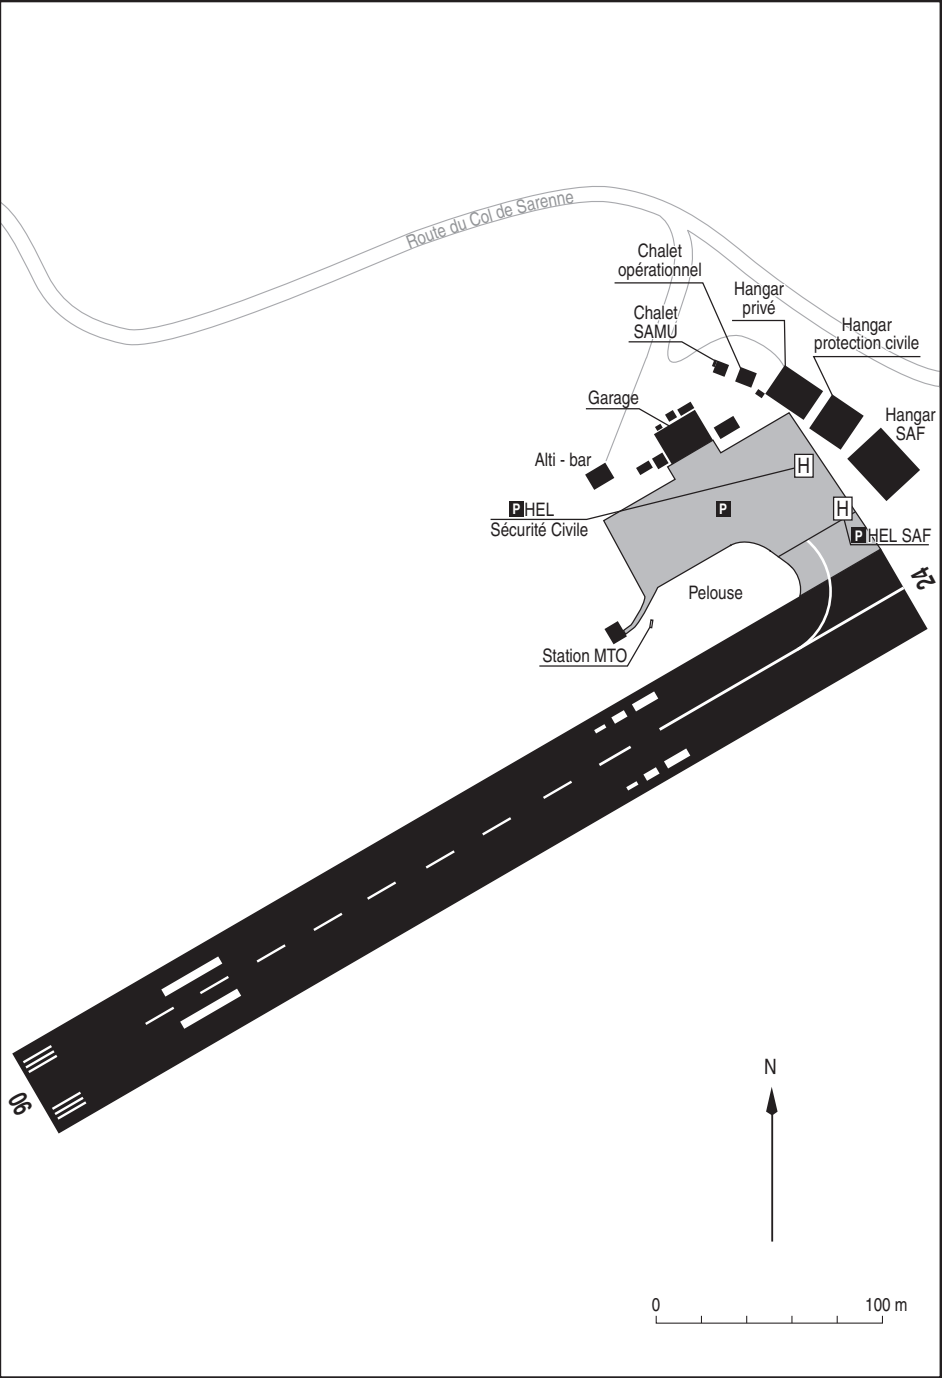 Route du Col de Sarenne
Chalet
opérationnel
Hangar
privé
Chalet
SAMU
Hangar
protection civile
Garage
Hangar
SAF
Alti - bar
H
P HEL
Sécurité Civile
P
H
P HEL SAF
24
Pelouse
Station MTO
06
N
0
100 m